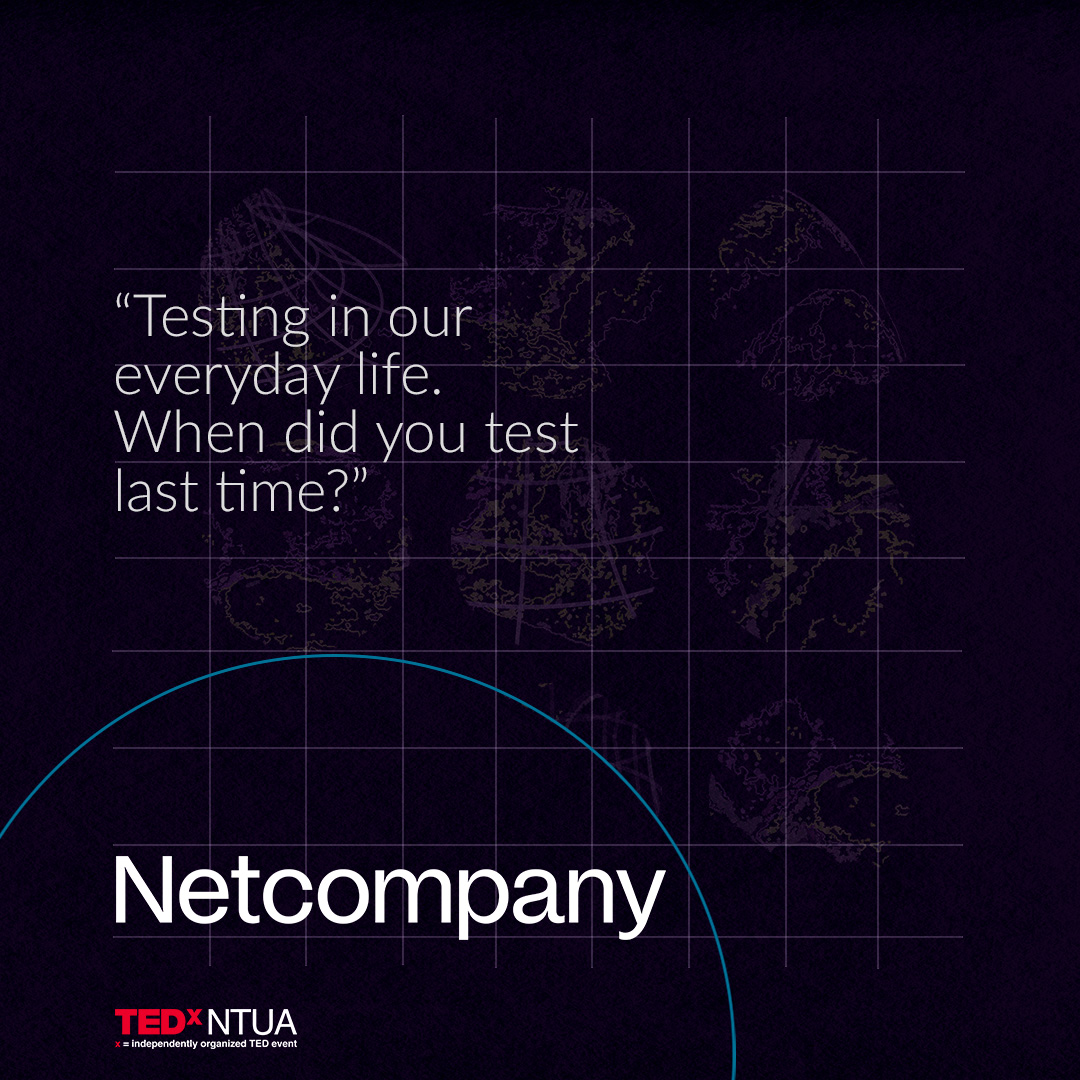 “Testing in our
everyday life.
When did you test
last time?”
Netcompany
TEDx NTUA
x = independently organized TED event